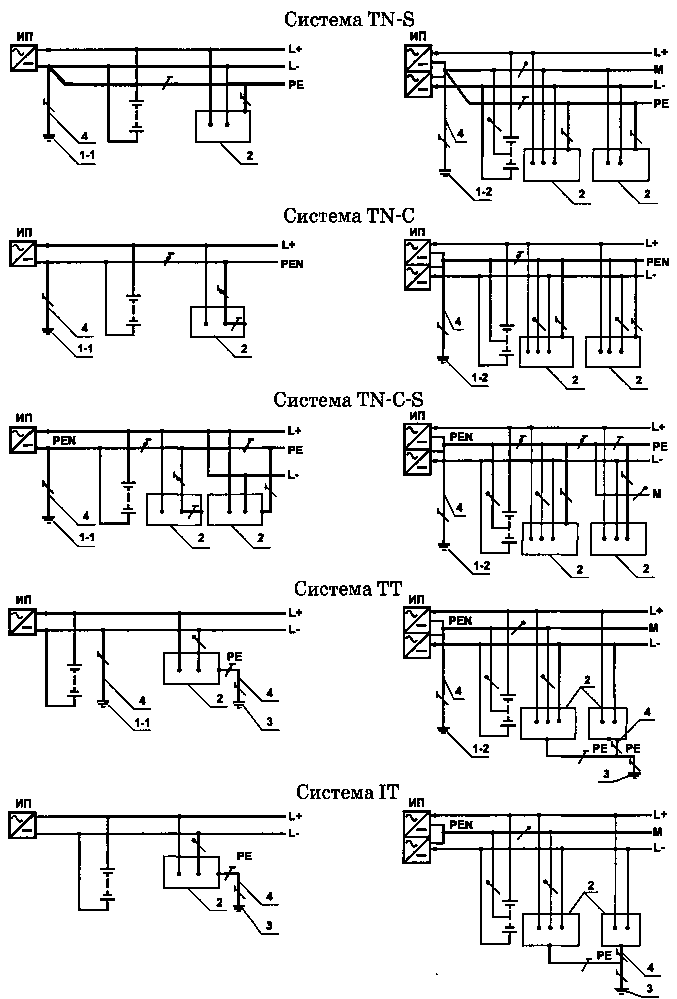 Система TN-S
ИП
L+
L-
PE
4
1-1
2
ИП
L+
M
L-
PE
4
1-2
2
2
Система TN-C
ИП
L+
PEN
4
1-1
2
ИП
L+
PEN
L-
4
1-2
2
2
Система TN-C-S
ИП
L+
PEN
PE
L-
4
1-1
2
2
ИП
L+
PEN
PE
L-
M
4
1-2
2
2
Система TT
ИП
L+
L-
PE
4
4
1-1
2
3
ИП
L+
PEN
M
L-
4
2
4
1-2
PE
PE
3
Система IT
ИП
L+
L-
PE
4
2
3
ИП
L+
PEN
M
L-
2
PE
4
3